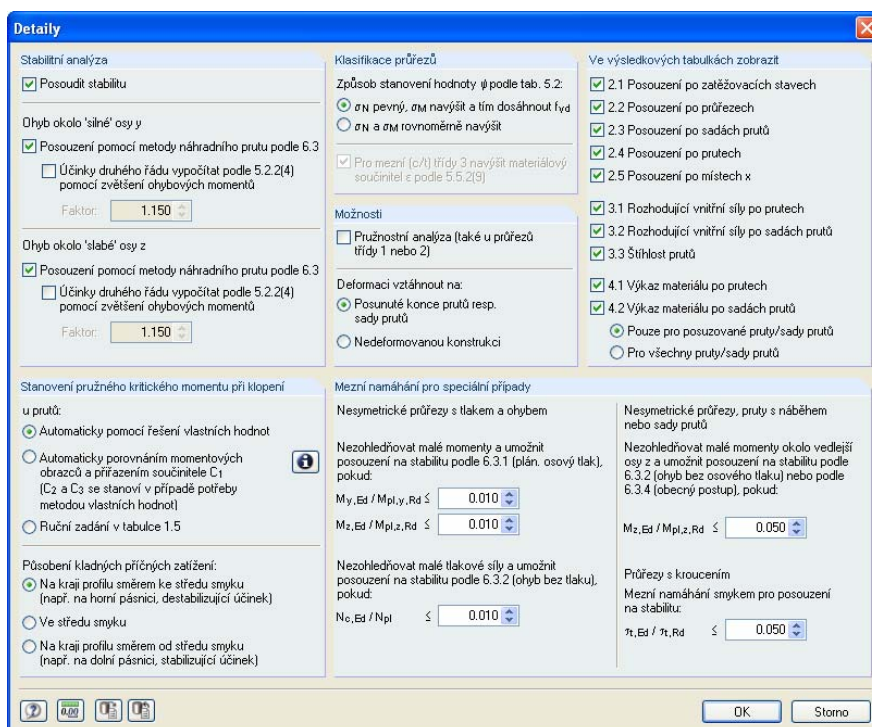 Detaily
Stabilitní analýza
Posoudit stabilitu
Ohyb okolo 'silné' osy y
Posouzení pomocí metody náhradního prutu podle 6.3
Účinky druhého řádu vypočítat podle 5.2.2(4)
pomocí zvětšení ohybových momentů
Faktor: 1.150
Ohyb okolo 'slabé' osy z
Posouzení pomocí metody náhradního prutu podle 6.3
Účinky druhého řádu vypočítat podle 5.2.2(4)
pomocí zvětšení ohybových momentů
Faktor: 1.150
Klasifikace průřezů
Způsob stanovení hodnoty ψ podle tab. 5.2:
σN pevný, σM navýšit a tím dosáhnout fyd
σN a σM rovnoměrně navýšit
Pro mezní (c/t) třídy 3 navýšit materiálový
součinitel ε podle 5.5.2(9)
Možnosti
Pružnostní analýza (také u průřezů
třídy 1 nebo 2)
Deformaci vztáhnout na:
Posunuté konce prutů resp.
sady prutů
Nedeformovanou konstrukci
Ve výsledkových tabulkách zobrazit
2.1 Posouzení po zatěžovacích stavech
2.2 Posouzení po průřezech
2.3 Posouzení po sadách prutů
2.4 Posouzení po prutech
2.5 Posouzení po místech x
3.1 Rozhodující vnitřní síly po prutech
3.2 Rozhodující vnitřní síly po sadách prutů
3.3 Štíhlost prutů
4.1 Výkaz materiálu po prutech
4.2 Výkaz materiálu po sadách prutů
Pouze pro posuzované pruty/sady prutů
Pro všechny pruty/sady prutů
Stanovení pružného kritického momentu při klopení
u prutů:
Automaticky pomocí řešení vlastních hodnot
Automaticky porovnáním momentových
obrazců a přiřazením součinitele C1
(C2 a C3 se stanoví v případě potřeby
metodou vlastních hodnot)
Ruční zadání v tabulce 1.5
Působení kladných příčných zatížení:
Na kraji profilu směrem ke středu smyku
(např. na horní pásnici, destabilizující účinek)
Ve středu smyku
Na kraji profilu směrem od středu smyku
(např. na dolní pásnici, stabilizující účinek)
Mezní namáhání pro speciální případy
Nesymetrické průřezy s tlakem a ohybem
Nezohledňovat malé momenty a umožnit
posouzení na stabilitu podle 6.3.1 (plán. osový tlak),
pokud:
My,Ed / Mpl,y,Rd ≤ 0.010
Mz,Ed / Mpl,z,Rd ≤ 0.010
Nezohledňovat malé tlakové síly a umožnit
posouzení na stabilitu podle 6.3.2 (ohyb bez tlaku),
pokud:
Nc,Ed / Npl ≤ 0.010
Nesymetrické průřezy, pruty s náběhem
nebo sady prutů
Nezohledňovat malé momenty okolo vedlejší
osy z a umožnit posouzení na stabilitu podle
6.3.2 (ohyb bez osového tlaku) nebo podle
6.3.4 (obecný postup), pokud:
Mz,Ed / Mpl,z,Rd ≤ 0.050
Průřezy s kroucením
Mezní namáhání smykem pro posouzení
na stabilitu:
τt,Ed / τt,Rd ≤ 0.050
0.00
OK
Storno